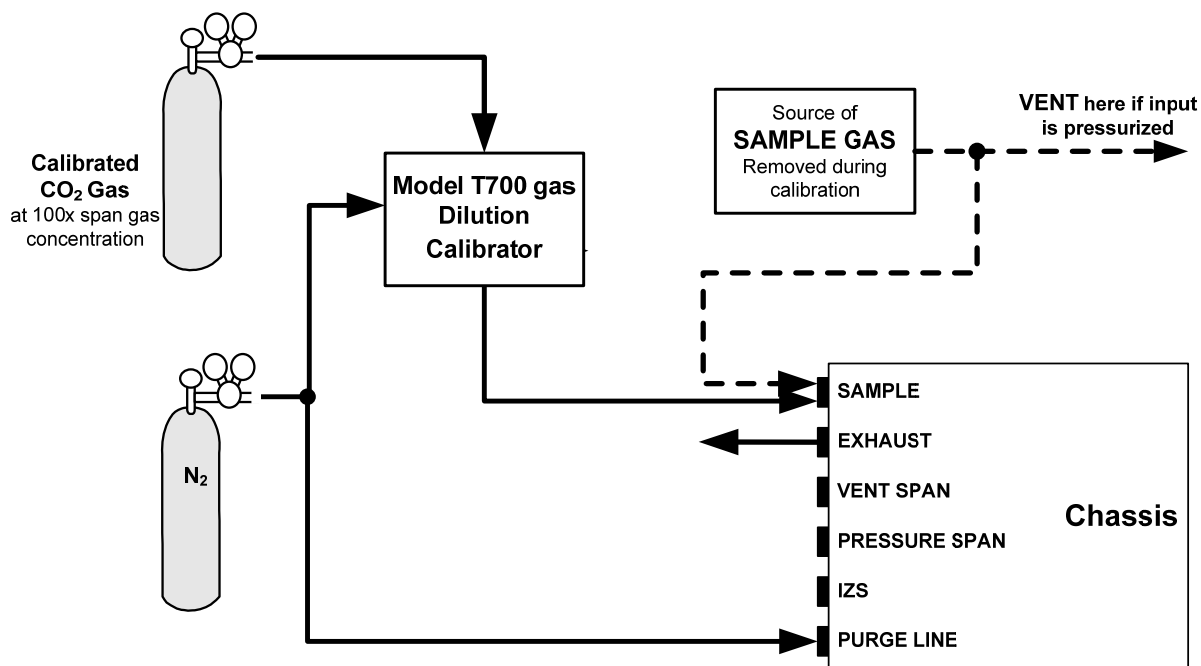 Calibrated
CO₂ Gas
at 100x span gas
concentration
Model T700 gas
Dilution
Calibrator
Source of
SAMPLE GAS
Removed during
calibration
VENT here if input
is pressurized
N₂
SAMPLE
EXHAUST
VENT SPAN
PRESSURE SPAN
IZS
PURGE LINE
Chassis